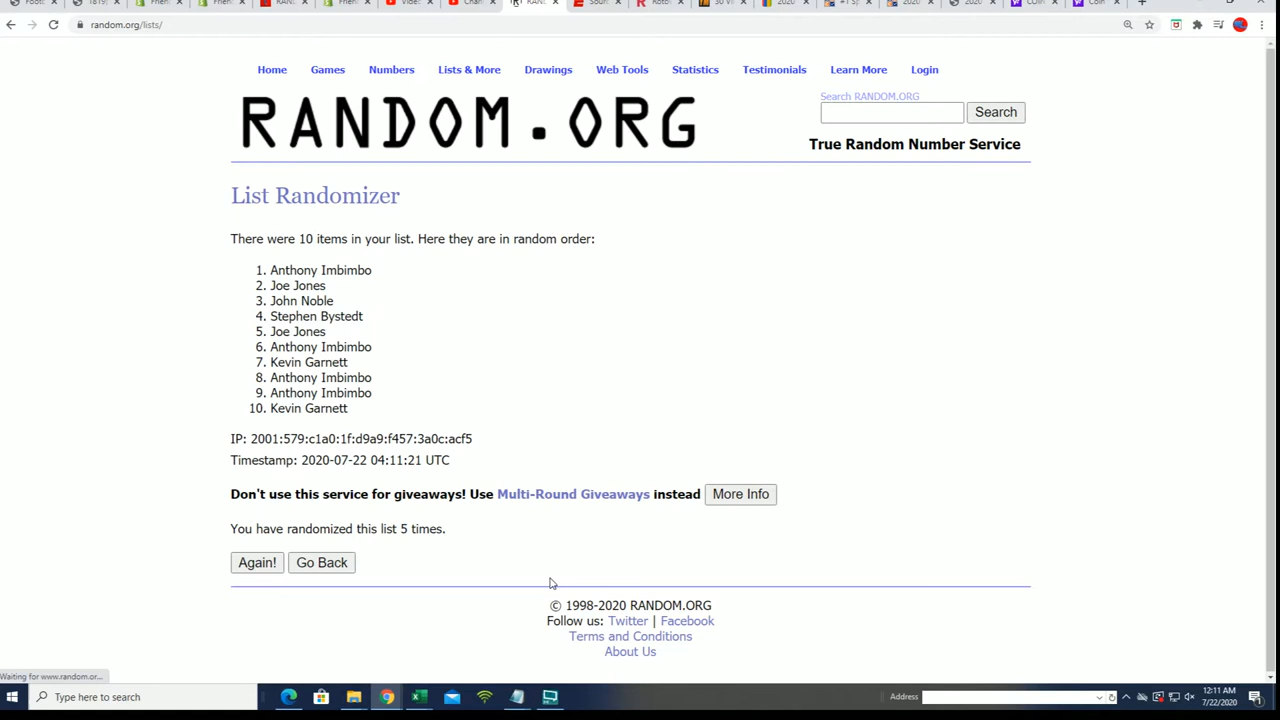 random.org/lists/
Home Games Numbers Lists & More Drawings Web Tools Statistics Testimonials Learn More Login
Search RANDOM.ORG
RANDOM.ORG
Search
True Random Number Service
List Randomizer
There were 10 items in your list. Here they are in random order:
1. Anthony Imbimbo
2. Joe Jones
3. John Noble
4. Stephen Bystedt
5. Joe Jones
6. Anthony Imbimbo
7. Kevin Garnett
8. Anthony Imbimbo
9. Anthony Imbimbo
10. Kevin Garnett
IP: 2001:579:c1a0:1f:d9a9:f457:3a0c:acf5
Timestamp: 2020-07-22 04:11:21 UTC
Don't use this service for giveaways! Use Multi-Round Giveaways instead More Info
You have randomized this list 5 times.
Again! Go Back
© 1998-2020 RANDOM.ORG
Follow us: Twitter | Facebook
Terms and Conditions
About Us
Waiting for www.random.or...
Type here to search
Address
12:11 AM
7/22/2020